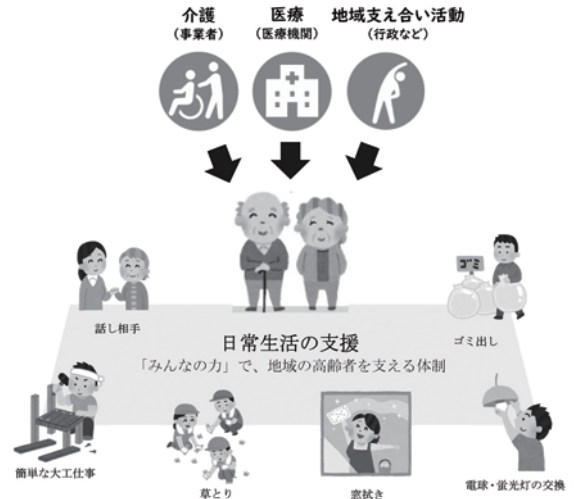 介護
（事業者）
医療
（医療機関）
地域支え合い活動
（行政など）
話し相手
ゴミ
ゴミ出し
日常生活の支援
「みんなの力」で、地域の高齢者を支える体制
簡単な大工仕事
草とり
窓拭き
電球・蛍光灯の交換